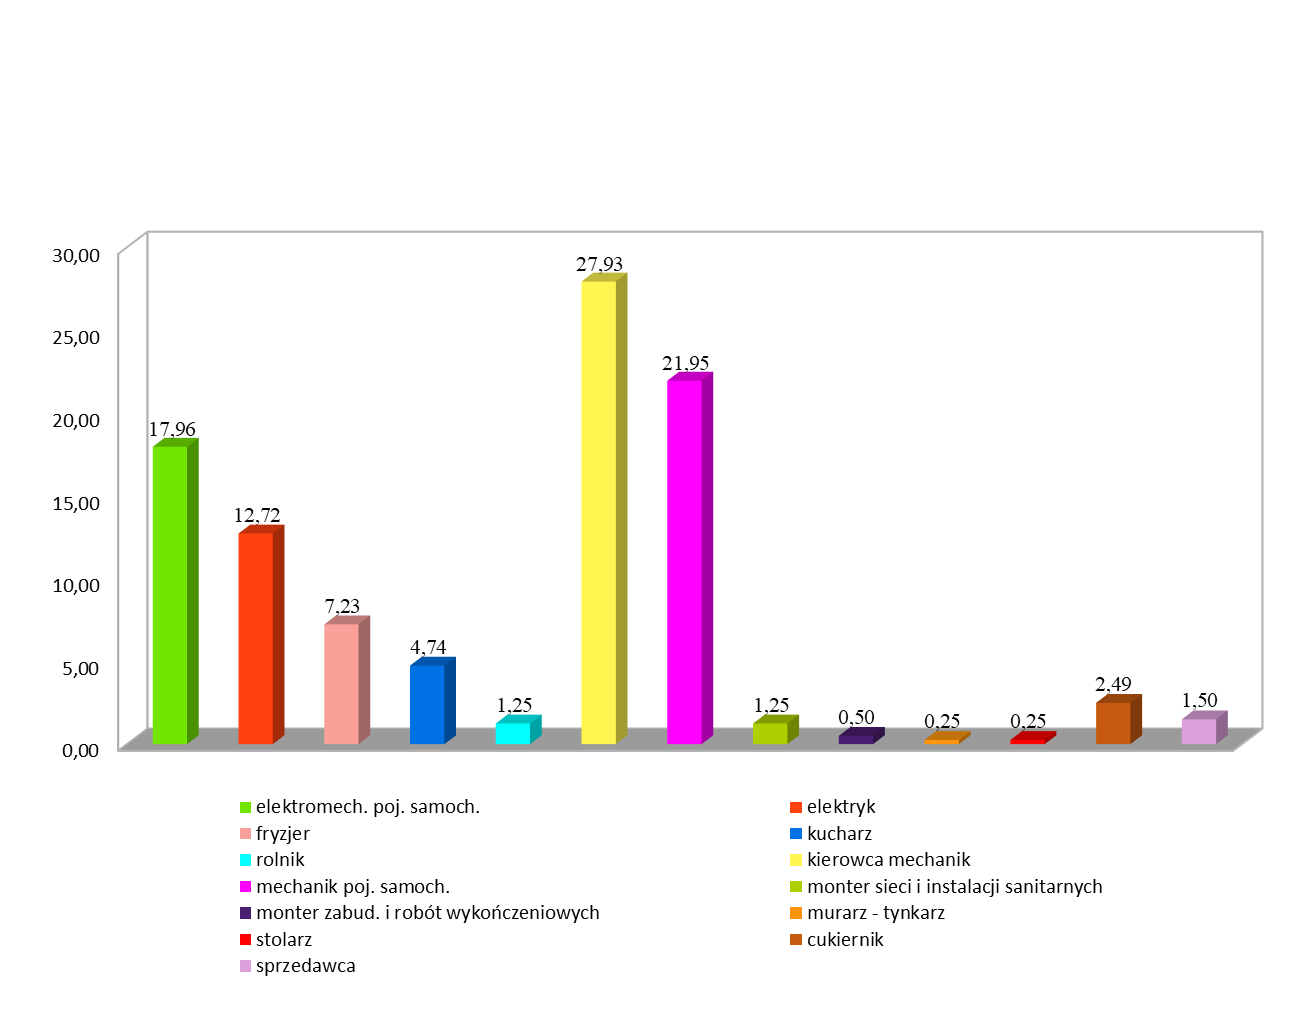 30,00
25,00
20,00
15,00
10,00
5,00
0,00
17,96
12,72
7,23
4,74
1,25
27,93
21,95
1,25
0,50
0,25
0,25
2,49
1,50
elektromech. poj. samoch.
elektryk
fryzjer
kucharz
rolnik
kierowca mechanik
mechanik poj. samoch.
monter sieci i instalacji sanitarnych
monter zabud. i robót wykończeniowych
murarz - tynkarz
stolarz
cukiernik
sprzedawca